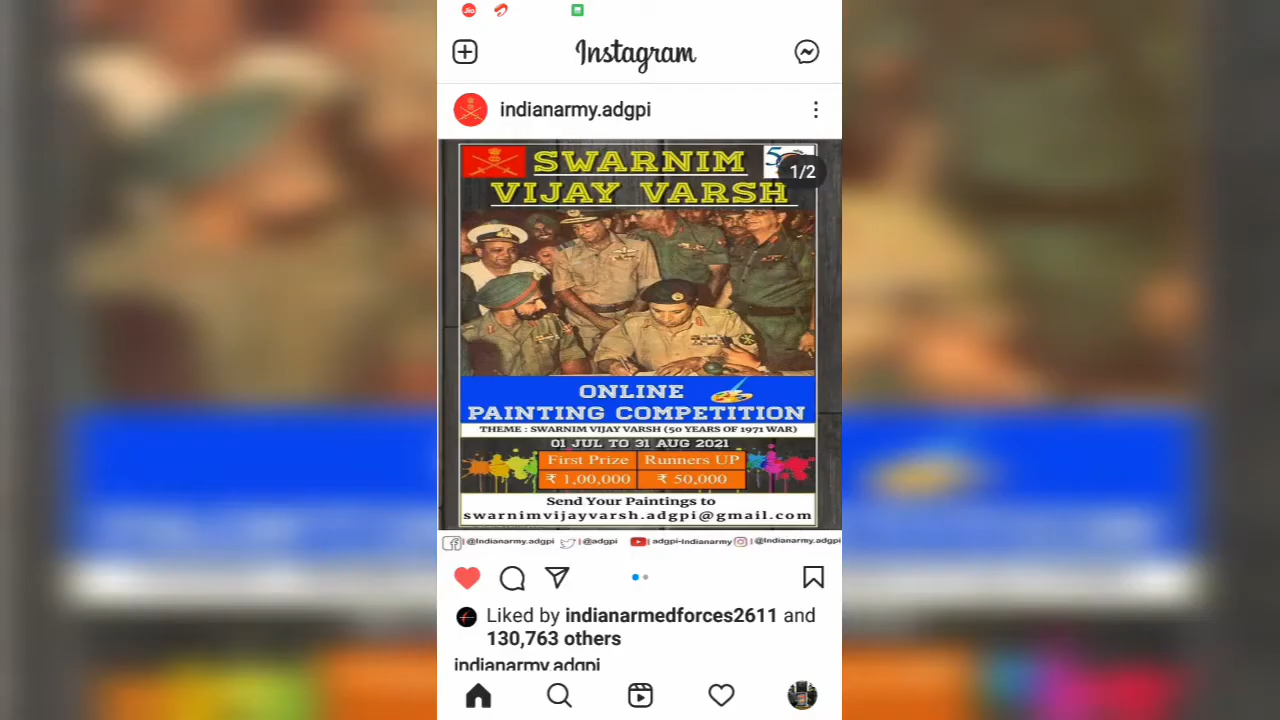 Jio
Instagram
indianarmy.adgpi
SWARNIM
1/2
VIJAY VARSH
ONLINE
PAINTING COMPETITION
THEME : SWARNIM VIJAY VARSH (50 YEARS OF 1971 WAR)
01 JUL TO 31 AUG 2021
First Prize Runners UP
₹ 1,00,000 ₹ 50,000
Send Your Paintings to
swarnimvijayvarsh.adgpi@gmail.com
| @Indianarmy.adgpi | @adgpi | adgpi-Indianarmy | @Indianarmy.adgpi
Liked by indianarmedforces2611 and
130,763 others
indianarmy.adgpi